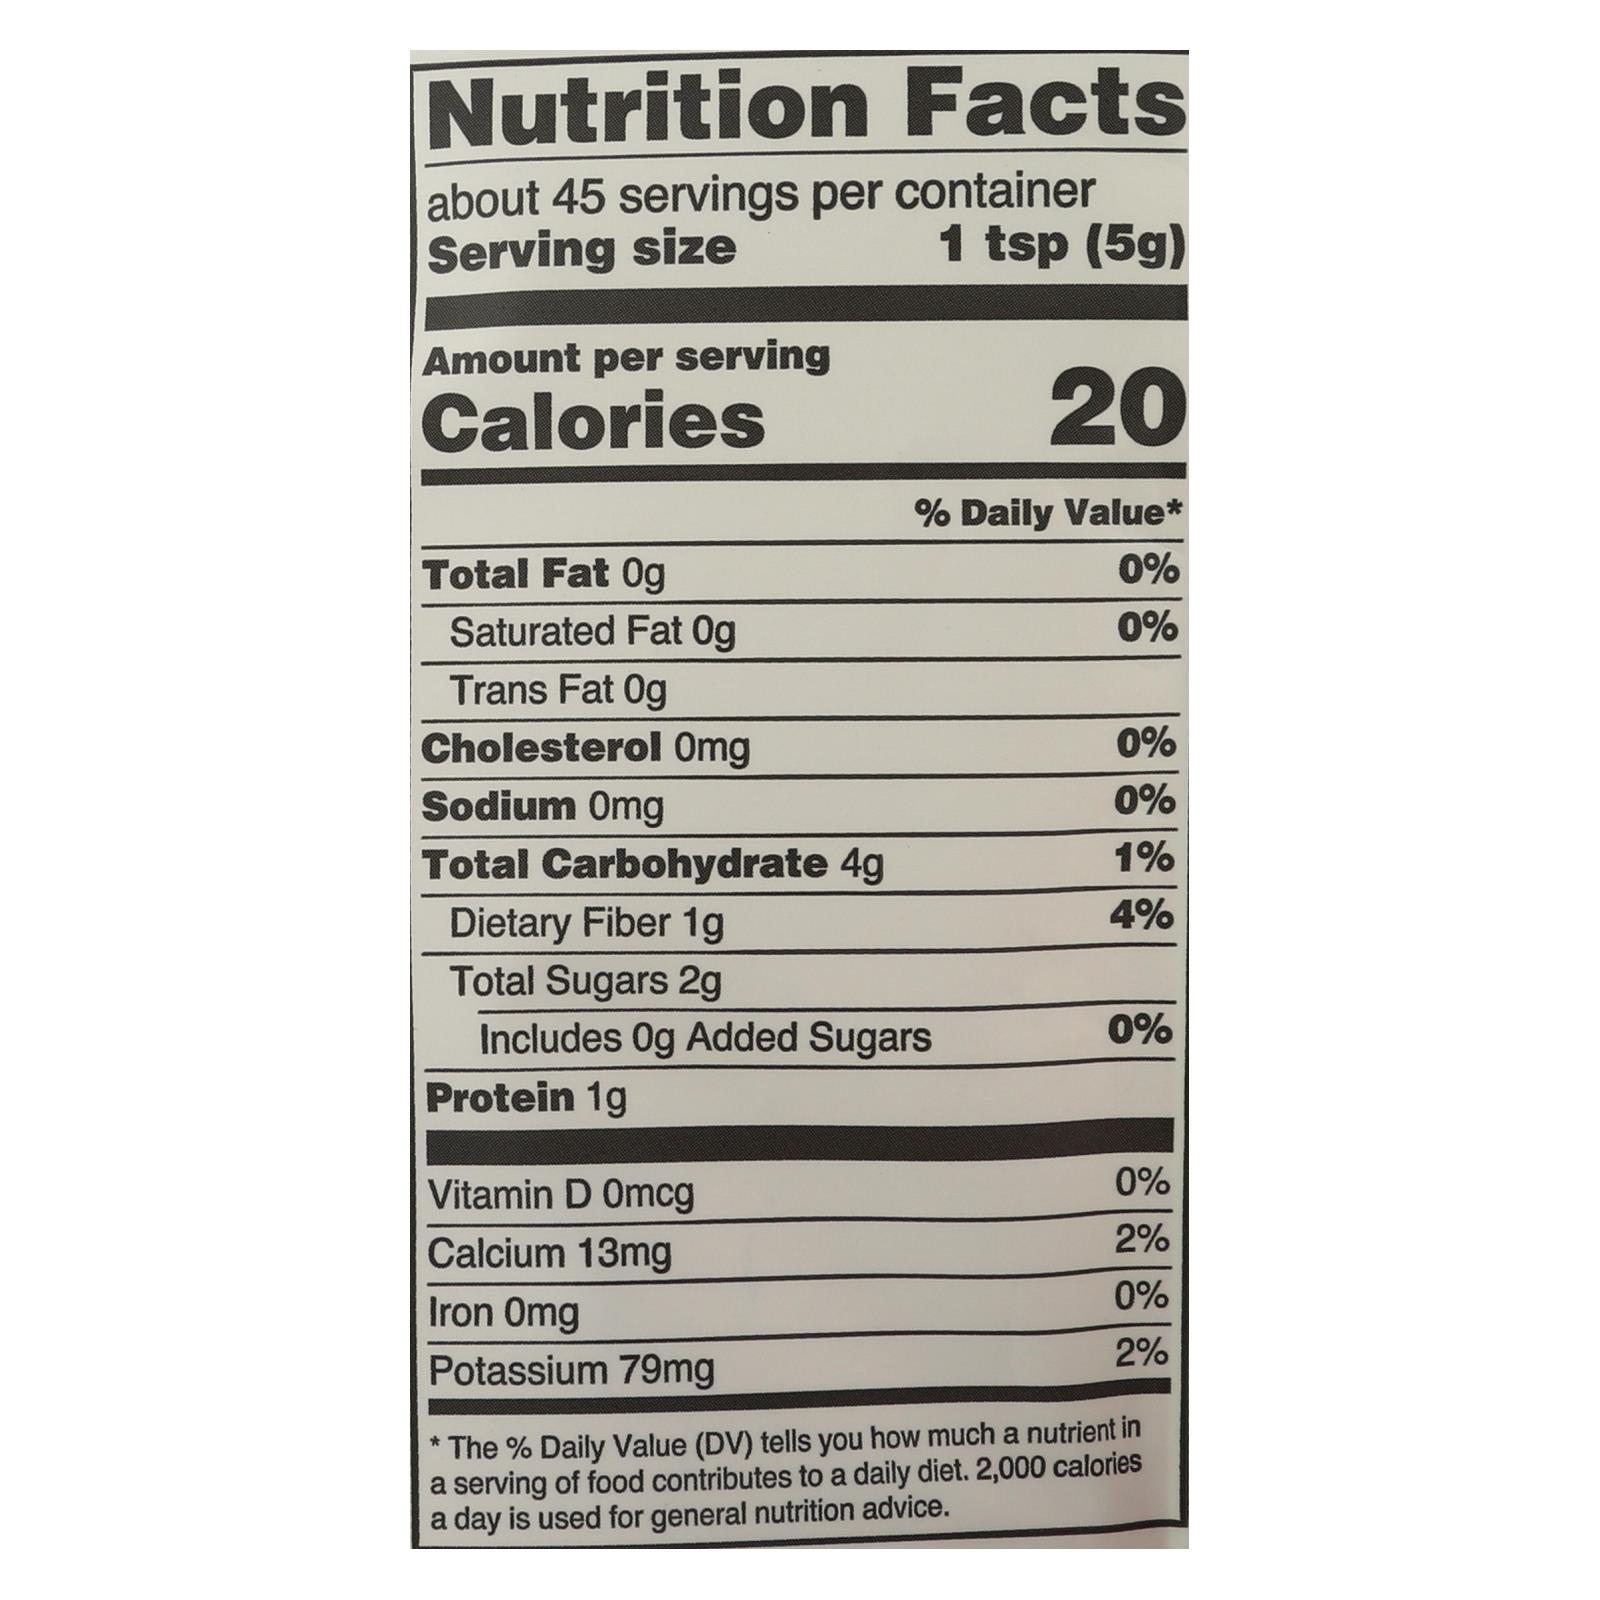 Nutrition Facts
about 45 servings per container
Serving size 1 tsp (5g)
Amount per serving
Calories 20
% Daily Value*
Total Fat 0g 0%
Saturated Fat 0g 0%
Trans Fat 0g
Cholesterol 0mg 0%
Sodium 0mg 0%
Total Carbohydrate 4g 1%
Dietary Fiber 1g 4%
Total Sugars 2g
Includes 0g Added Sugars 0%
Protein 1g
Vitamin D 0mcg 0%
Calcium 13mg 2%
Iron 0mg 0%
Potassium 79mg 2%
* The % Daily Value (DV) tells you how much a nutrient in
a serving of food contributes to a daily diet. 2,000 calories
a day is used for general nutrition advice.